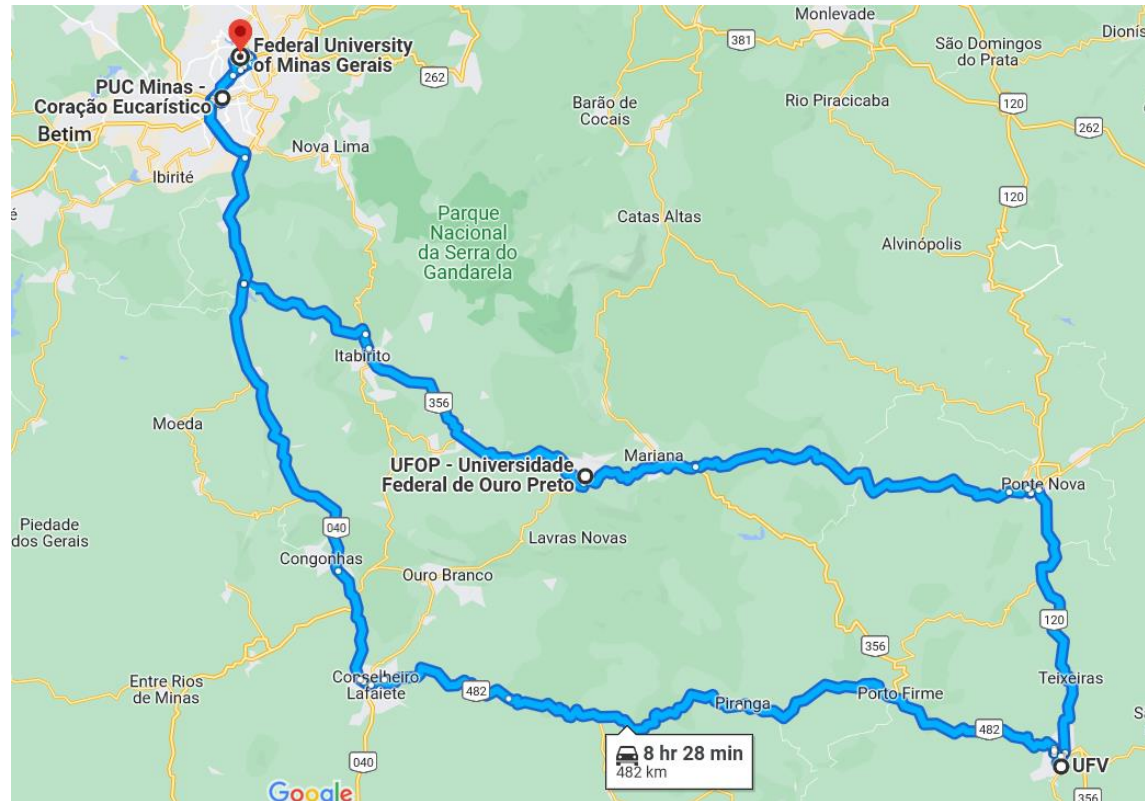 Monlevade
381
São Domingos
do Prata
Dionís
Federal University
of Minas Gerais
262
PUC Minas -
Coração Eucarístico
Betim
Barão de
Cocais
Rio Piracicaba
120
262
Nova Lima
Ibirité
é
120
Parque
Nacional
da Serra do
Gandarela
Catas Altas
Alvinópolis
Itabirito
356
Moeda
UFOP - Universidade
Federal de Ouro Preto
Mariana
Ponte Nova
Piedade
dos Gerais
040
Lavras Novas
Congonhas
Ouro Branco
120
356
Entre Rios
de Minas
Conselheiro
Lafaiete
482
Piranga
Porto Firme
Teixeiras
Sa
482
8 hr 28 min
482 km
040
UFV
356
Google